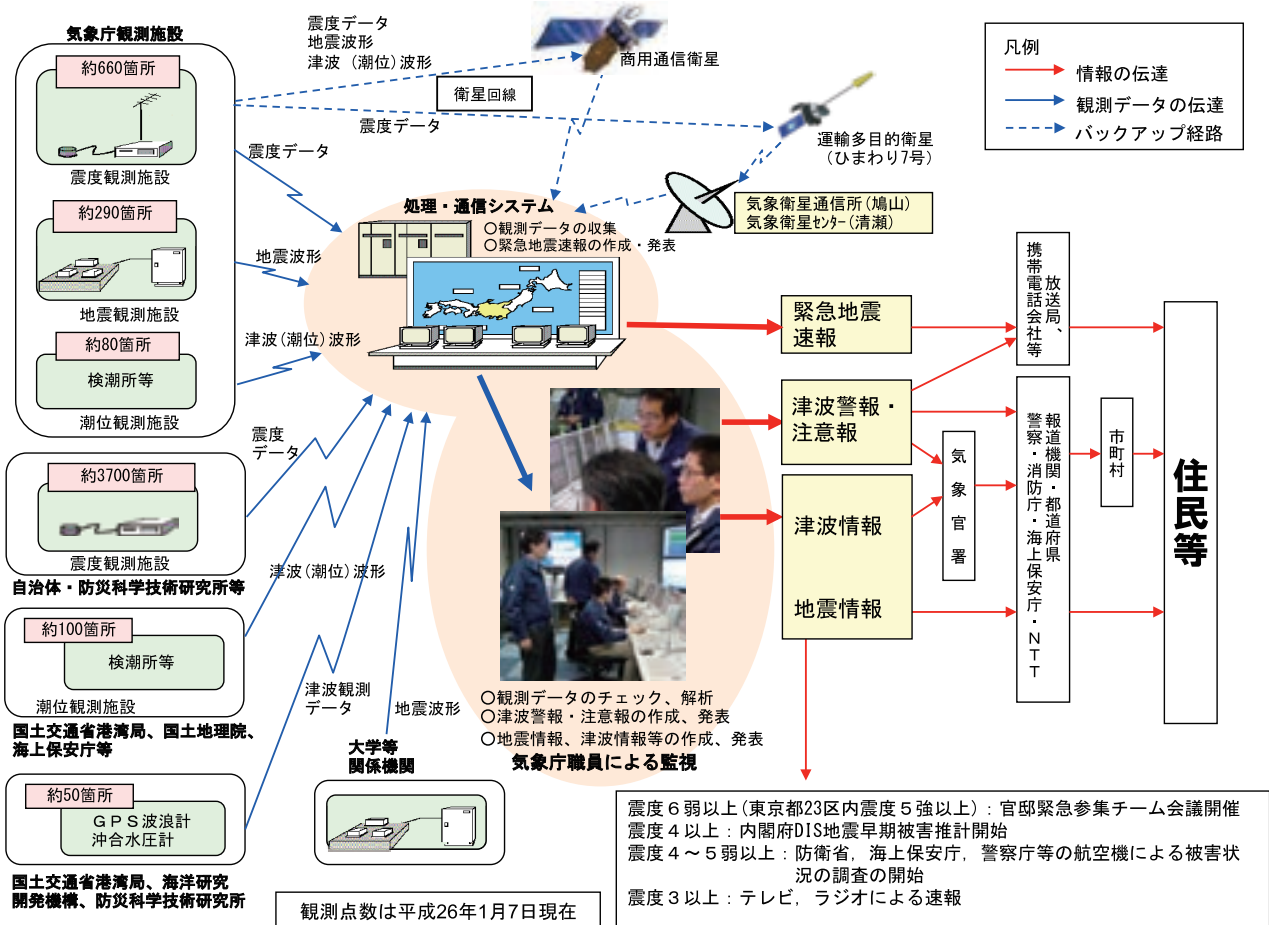 気象庁観測施設
約660箇所
震度観測施設
約290箇所
地震観測施設
約80箇所
検潮所等
潮位観測施設
約3700箇所
震度観測施設
自治体・防災科学技術研究所等
約100箇所
検潮所等
潮位観測施設
国土交通省港湾局、国土地理院、
海上保安庁等
約50箇所
GPS波浪計
沖合水圧計
国土交通省港湾局、海洋研究
開発機構、防災科学技術研究所
震度データ
地震波形
津波(潮位)波形
衛星回線
震度データ
商用通信衛星
運輸多目的衛星
(ひまわり7号)
気象衛星通信所(鳩山)
気象衛星センター(清瀬)
震度データ
地震波形
津波(潮位)波形
震度
データ
津波(潮位)波形
津波観測
データ
地震波形
大学等
関係機関
処理・通信システム
○観測データの収集
○緊急地震速報の作成・発表
○観測データのチェック、解析
○津波警報・注意報の作成、発表
○地震情報、津波情報等の作成、発表
気象庁職員による監視
凡例
情報の伝達
観測データの伝達
バックアップ経路
緊急地震
速報
津波警報・
注意報
津波情報
地震情報
気象官署
放送局、
携帯電話会社等
報道機関・都道府県
警察・消防庁・海上保安庁・NTT
市町村
住民等
震度6弱以上(東京都23区内震度5強以上):官邸緊急参集チーム会議開催
震度4以上:内閣府DIS地震早期被害推計開始
震度4~5弱以上:防衛省,海上保安庁,警察庁等の航空機による被害状
況の調査の開始
震度3以上:テレビ,ラジオによる速報
観測点数は平成26年1月7日現在